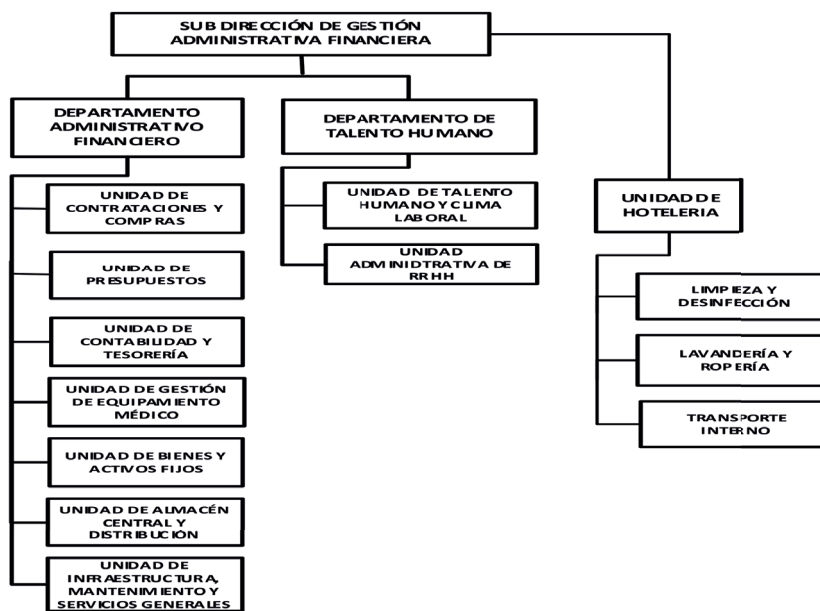 SUB DIRECCIÓN DE GESTIÓN
ADMINISTRATIVA FINANCIERA
DEPARTAMENTO
ADMINISTRATIVO
FINANCIERO
DEPARTAMENTO DE
TALENTO HUMANO
UNIDAD DE
HOTELERIA
UNIDAD DE
CONTRATACIONES Y
COMPRAS
UNIDAD DE
PRESUPUESTOS
UNIDAD DE
CONTABILIDAD Y
TESORERÍA
UNIDAD DE GESTIÓN
DE EQUIPAMIENTO
MÉDICO
UNIDAD DE BIENES Y
ACTIVOS FIJOS
UNIDAD DE ALMACÉN
CENTRAL Y
DISTRIBUCIÓN
UNIDAD DE
INFRAESTRUCTURA,
MANTENIMIENTO Y
SERVICIOS GENERALES
UNIDAD DE TALENTO
HUMANO Y CLIMA
LABORAL
UNIDAD
ADMINIDTRATIVA DE
RRHH
LIMPIEZA Y
DESINFECCIÓN
LAVANDERÍA Y
ROPERÍA
TRANSPORTE
INTERNO